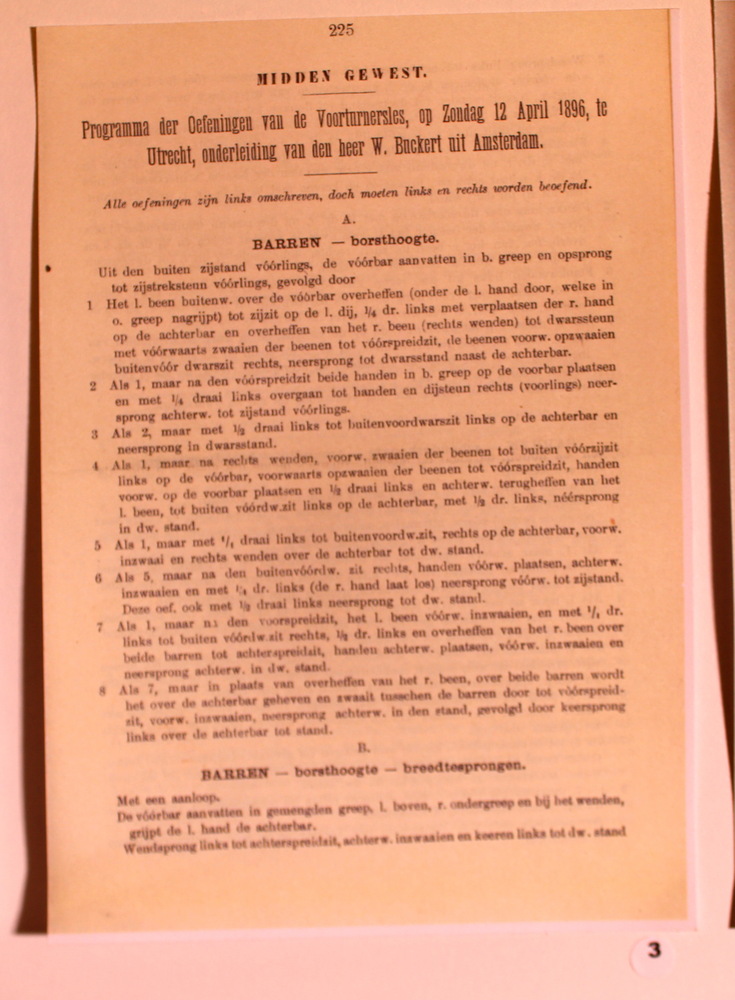 225
MIDDEN GEWEST.
Programma der Oefeningen van de Voorturnersles, op Zondag 12 April 1896, te
Utrecht, onderleiding van den heer W. Buckert uit Amsterdam.
Alle oefeningen zijn links omschreven, doch moeten links en rechts worden beoefend.
A.
BARREN — borsthoogte.
Uit den buiten zijstand vóórlings, de vóórbar aanvatten in b. greep en opsprong
tot zijstreksteun vóórlings, gevolgd door
1 Het l. been buitenw. over de vóórbar overheffen (onder de l. hand door, welke in
o. greep nagrijpt) tot zijzit op de l. dij, 1/4 dr. links met verplaatsen der r. hand
op de achterbar en overheffen van het r. been (rechts wenden) tot dwarssteun
met vóórwaarts zwaaien der beenen tot vóórspreidzit, de beenen voorw. opzwaaien
buitenvóór dwarszit rechts, neersprong tot dwarsstand naast de achterbar.
2 Als 1, maar na den vóórspreidzit beide handen in b. greep op de voorbar plaatsen
en met 1/4 draai links overgaan tot handen en dijsteun rechts (voorlings) neer-
sprong achterw. tot zijstand vóórlings.
3 Als 2, maar met 1/2 draai links tot buitenvoordwarszit links op de achterbar en
neersprong in dwarsstand.
4 Als 1, maar na rechts wenden, voorw. zwaaien der beenen tot buiten vóórzijzit
links op de vóórbar, voorwaarts opzwaaien der beenen tot vóórspreidzit, handen
voorw. op de voorbar plaatsen en 1/2 draai links en achterw. terugheffen van het
l. been, tot buiten vóórdw.zit links op de achterbar, met 1/2 dr. links, néérsprong
in dw. stand.
5 Als 1, maar met 1/1 draai links tot buitenvoordw.zit, rechts op de achterbar, voorw.
inzwaai en rechts wenden over de achterbar tot dw. stand.
6 Als 5, maar na den buitenvóórdw. zit rechts, handen vóórw. plaatsen, achterw.
inzwaaien en met 1/4 dr. links (de r. hand laat los) neersprong vóórw. tot zijstand.
Deze oef. ook met 1/2 draai links neersprong tot dw. stand.
7 Als 1, maar na den voorspreidzit, het l. been vóórw. inzwaaien, en met 1/1 dr.
links tot buiten vóórdw.zit rechts, 1/2 dr. links en overheffen van het r. been over
beide barren tot achterspreidzit, handen achterw. plaatsen, vóórw. inzwaaien en
neersprong achterw. in dw. stand.
8 Als 7, maar in plaats van overheffen van het r. been, over beide barren wordt
het over de achterbar geheven en zwaait tusschen de barren door tot vóórspreid-
zit, voorw. inzwaaien, neersprong achterw. in den stand, gevolgd door keersprong
links over de achterbar tot stand.
B.
BARREN — borsthoogte — breedtesprongen.
Met een aanloop.
De vóórbar aanvatten in gemengden greep, l. boven, r. ondergreep en bij het wenden,
grijpt de l. hand de achterbar.
Wendsprong links tot achterspreidzit, achterw. inzwaaien en keeren links tot dw. stand
3